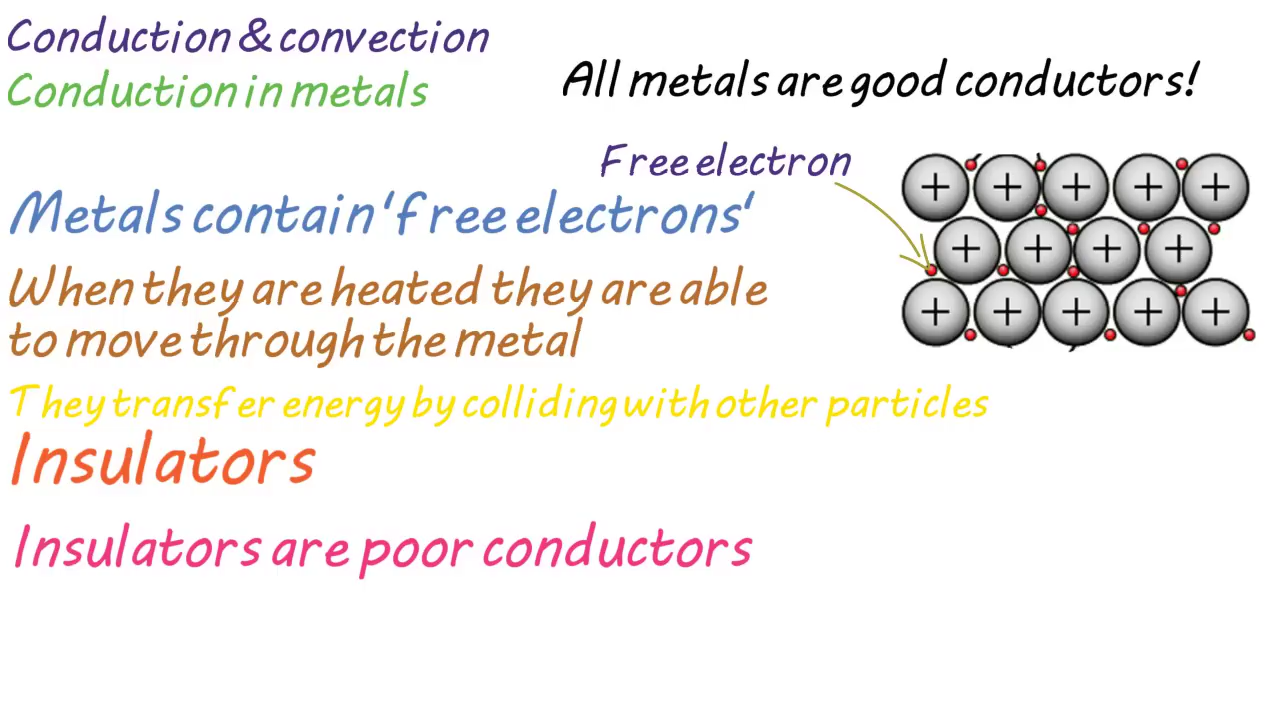 Conduction & convection
Conduction in metals
All metals are good conductors!
Free electron
Metals contain 'free electrons'
When they are heated they are able
to move through the metal
They transfer energy by colliding with other particles
Insulators
Insulators are poor conductors
+ + + + +
+ + + +
+ + + + +